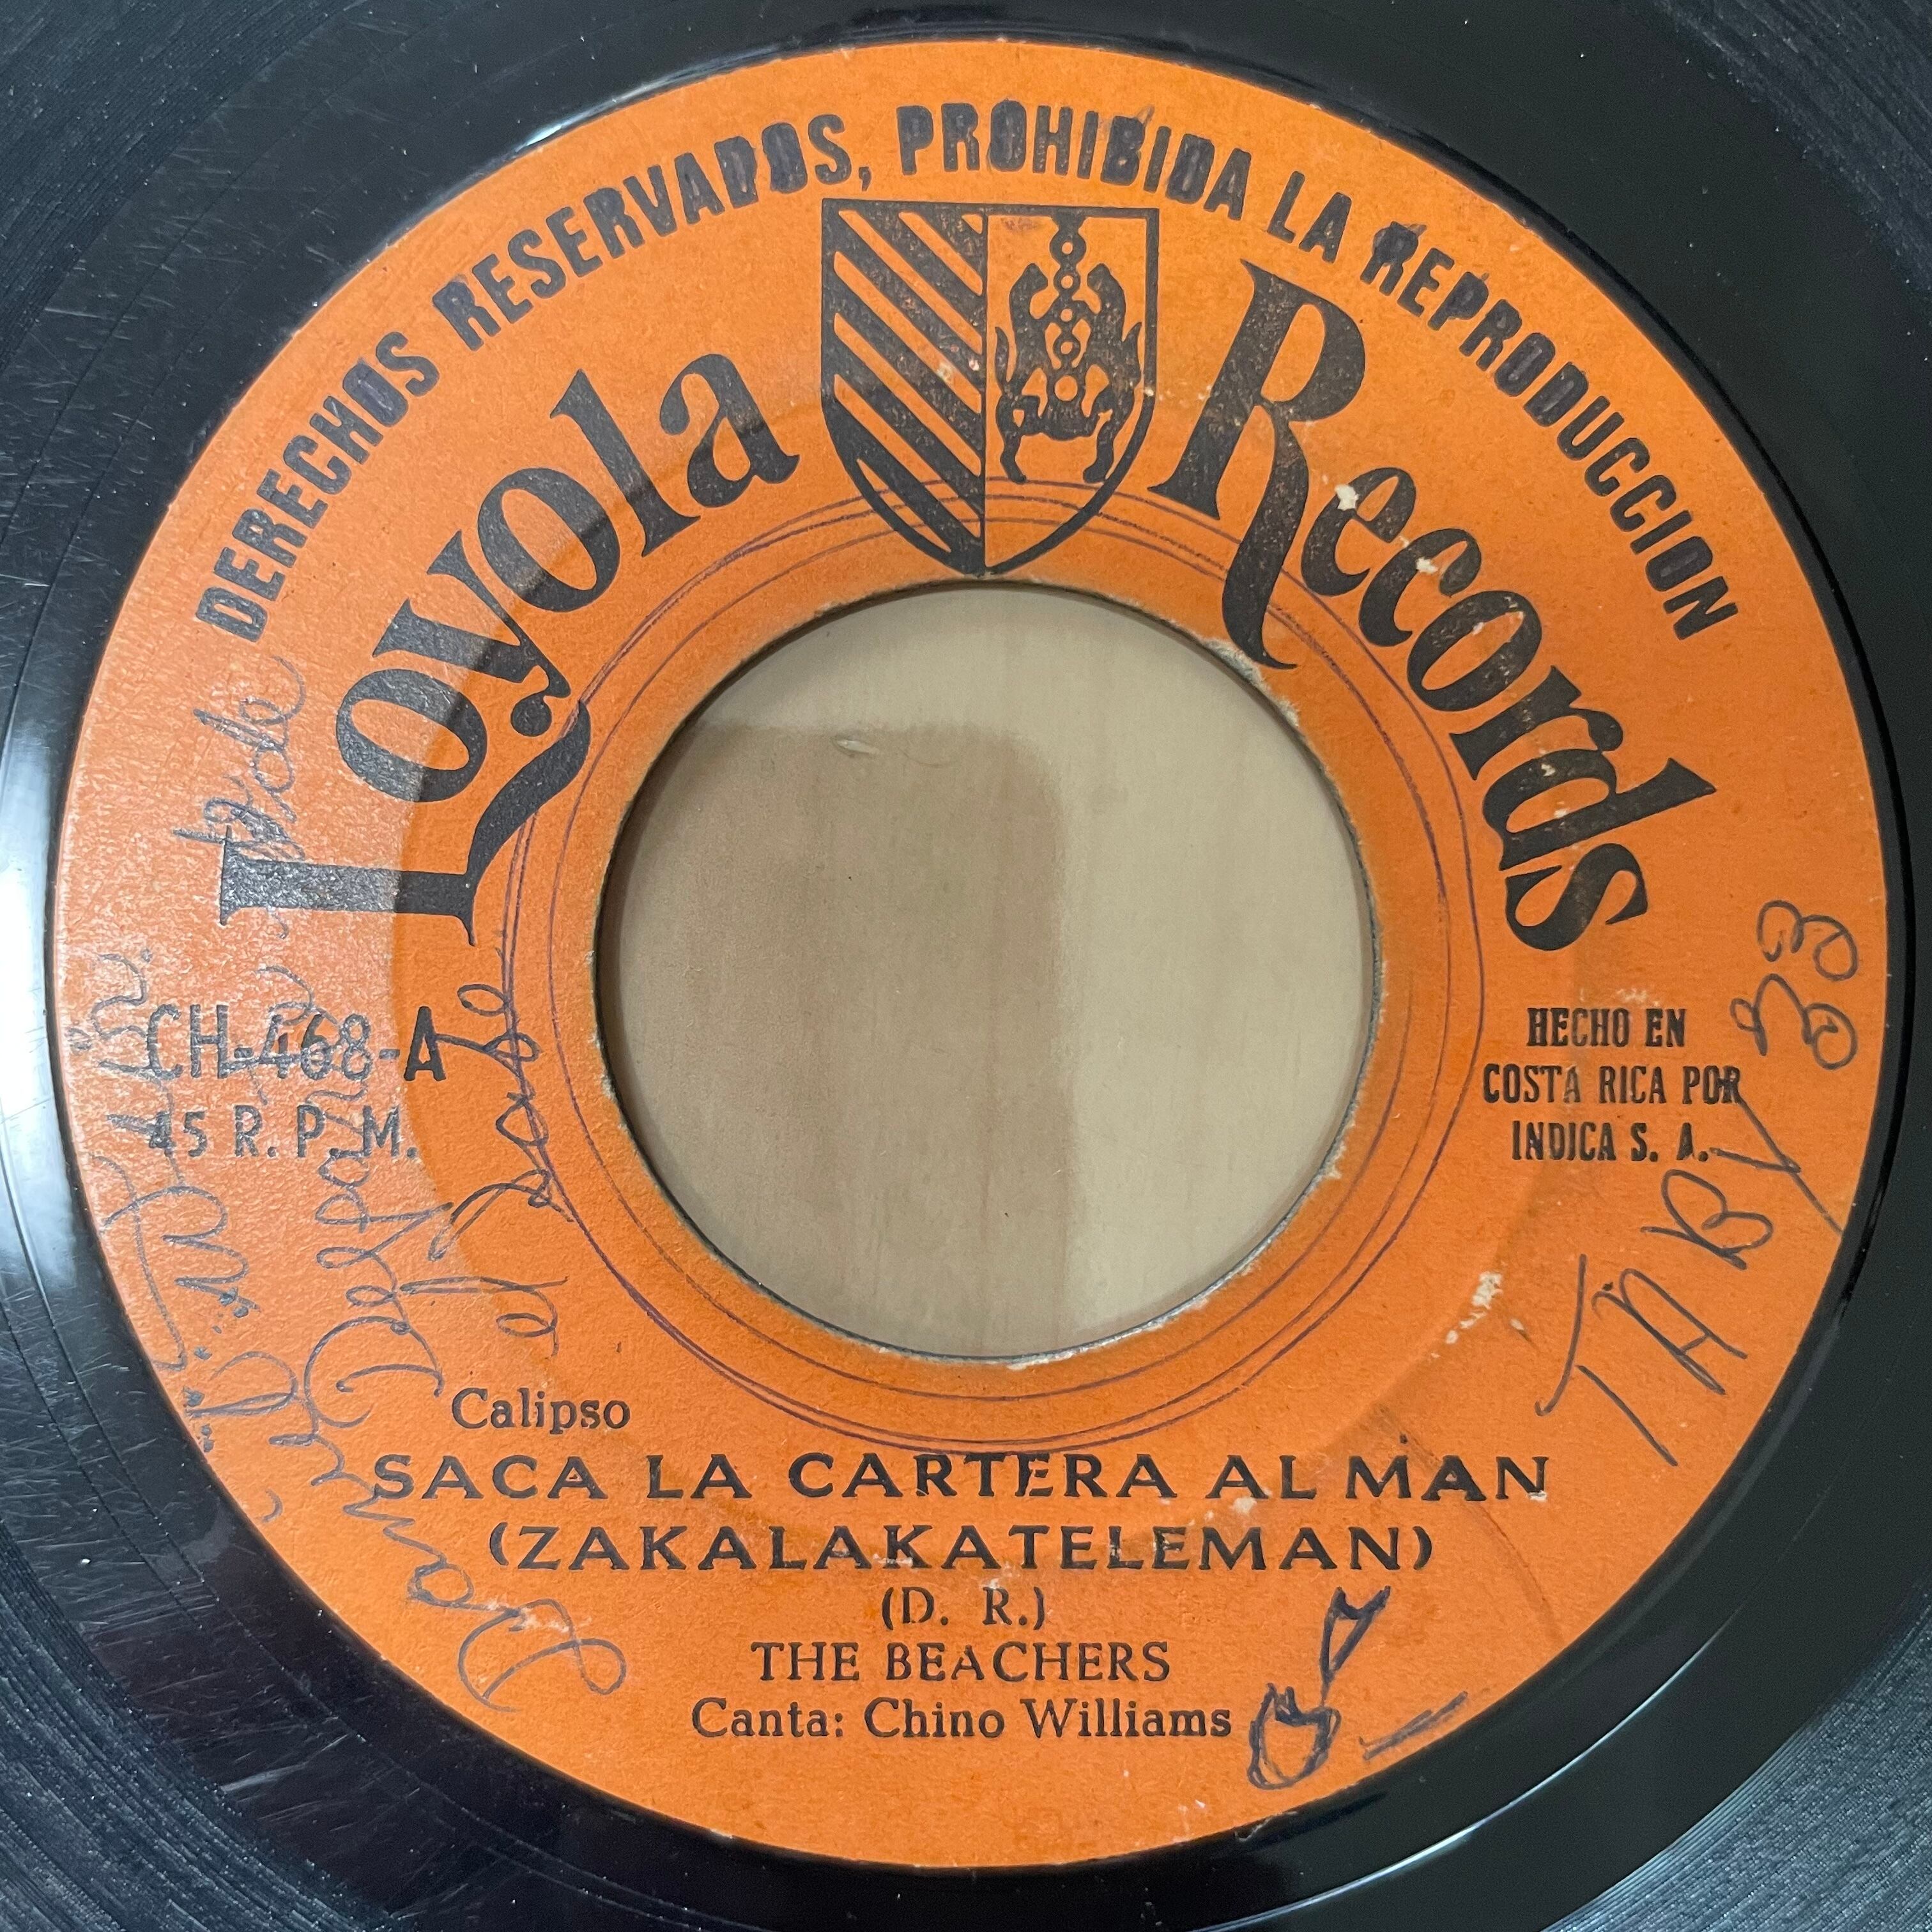 DERECHOS RESERVADOS, PROHIBIDA LA REPRODUCCION
Loyola Records
CH-468-A
45 R. P. M.
HECHO EN
COSTA RICA POR
INDICA S. A.
Calipso
SACA LA CARTERA AL MAN
(ZAKALAKATELEMAN)
(D. R.)
THE BEACHERS
Canta: Chino Williams